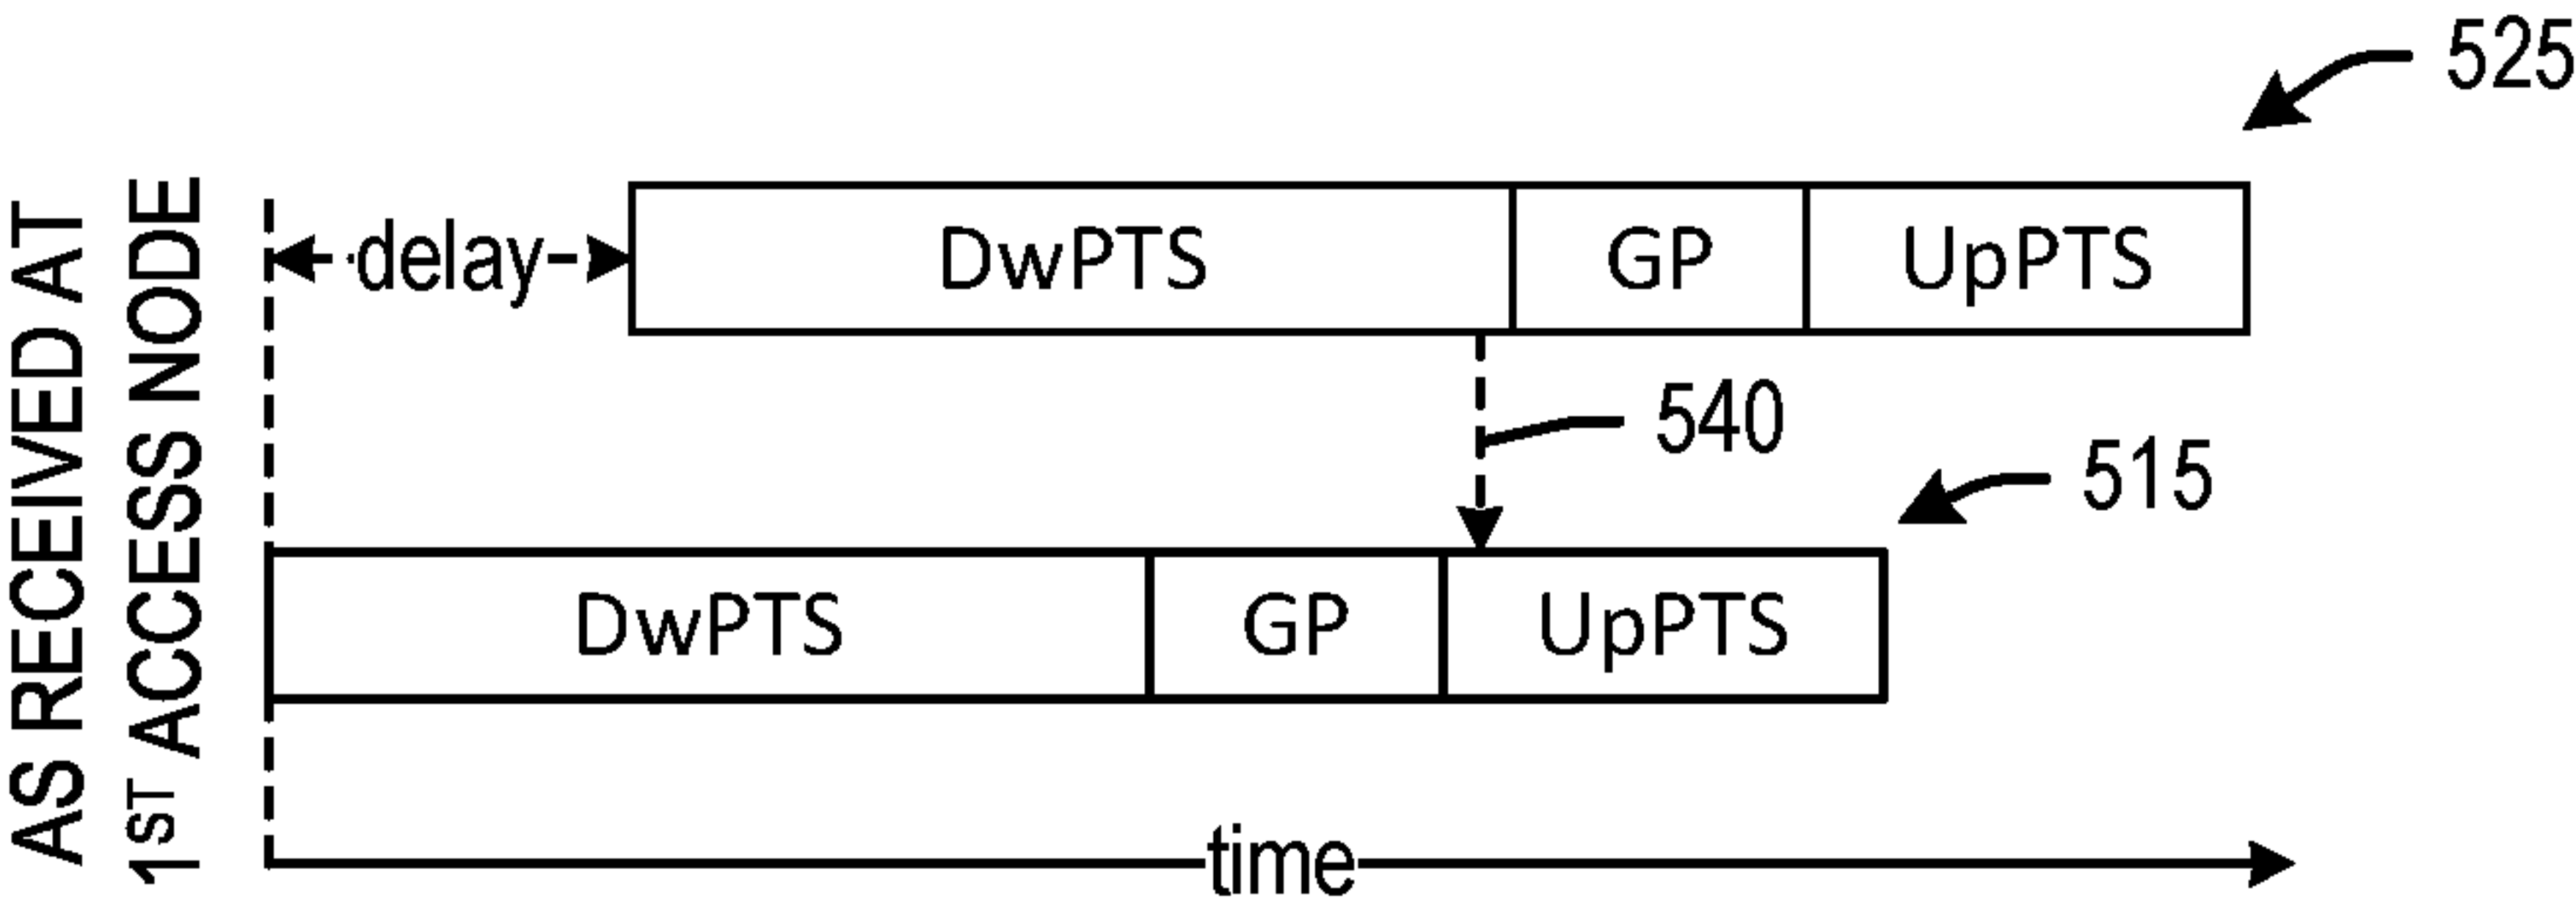 525
AS RECEIVED AT
1ST ACCESS NODE
delay
DwPTS
GP
UpPTS
540
515
DwPTS
GP
UpPTS
time